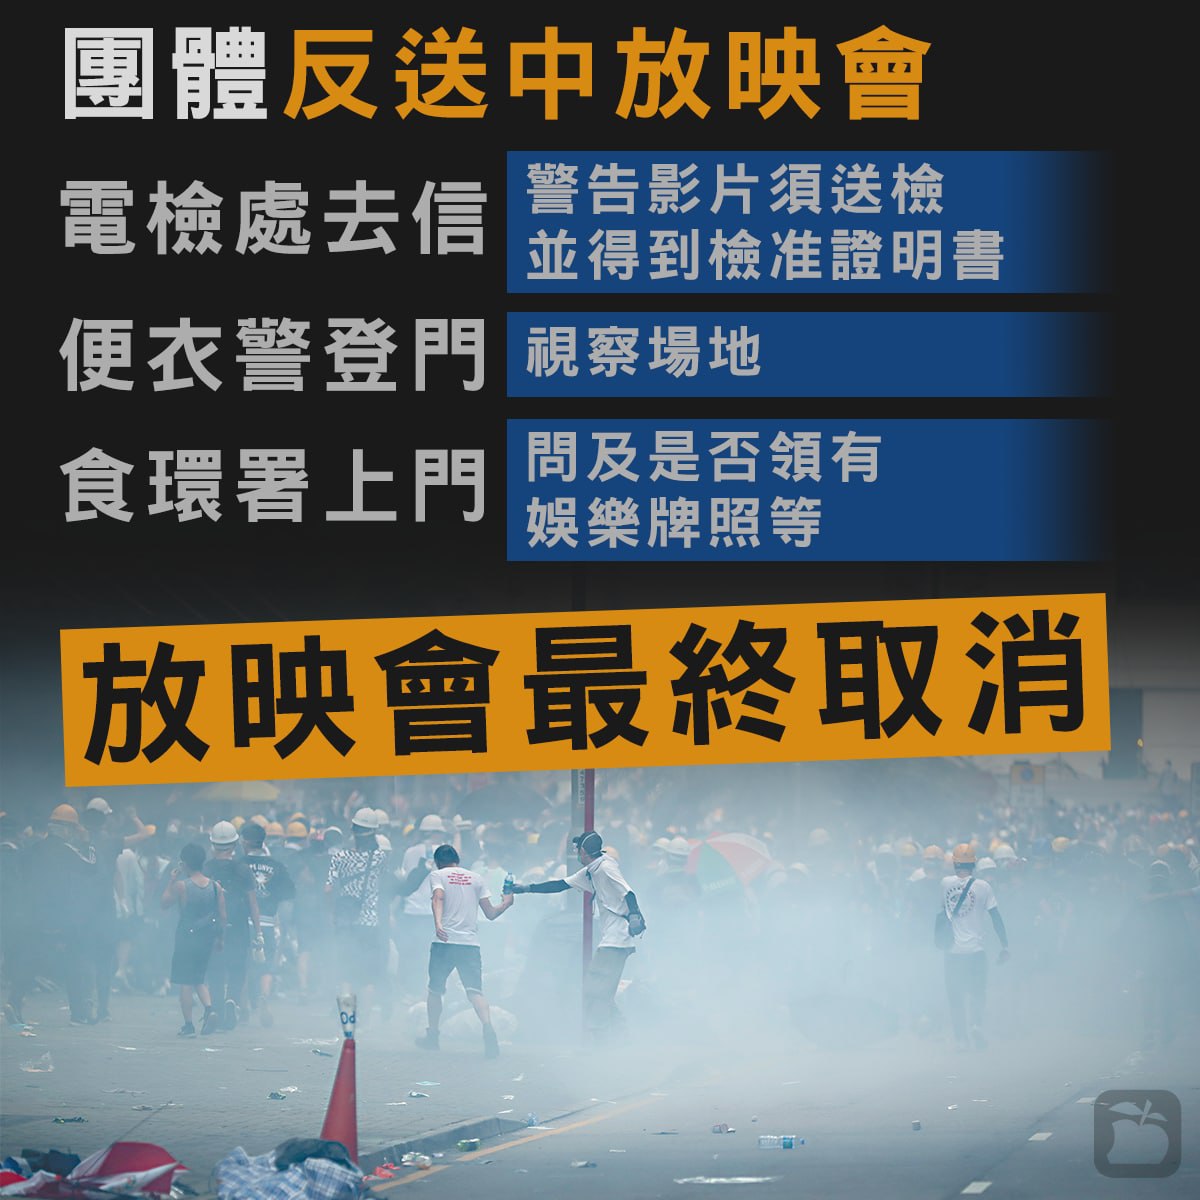 團體反送中放映會
電檢處去信
警告影片須送檢
並得到檢准證明書
便衣警登門
視察場地
食環署上門
問及是否領有
娛樂牌照等
放映會最終取消